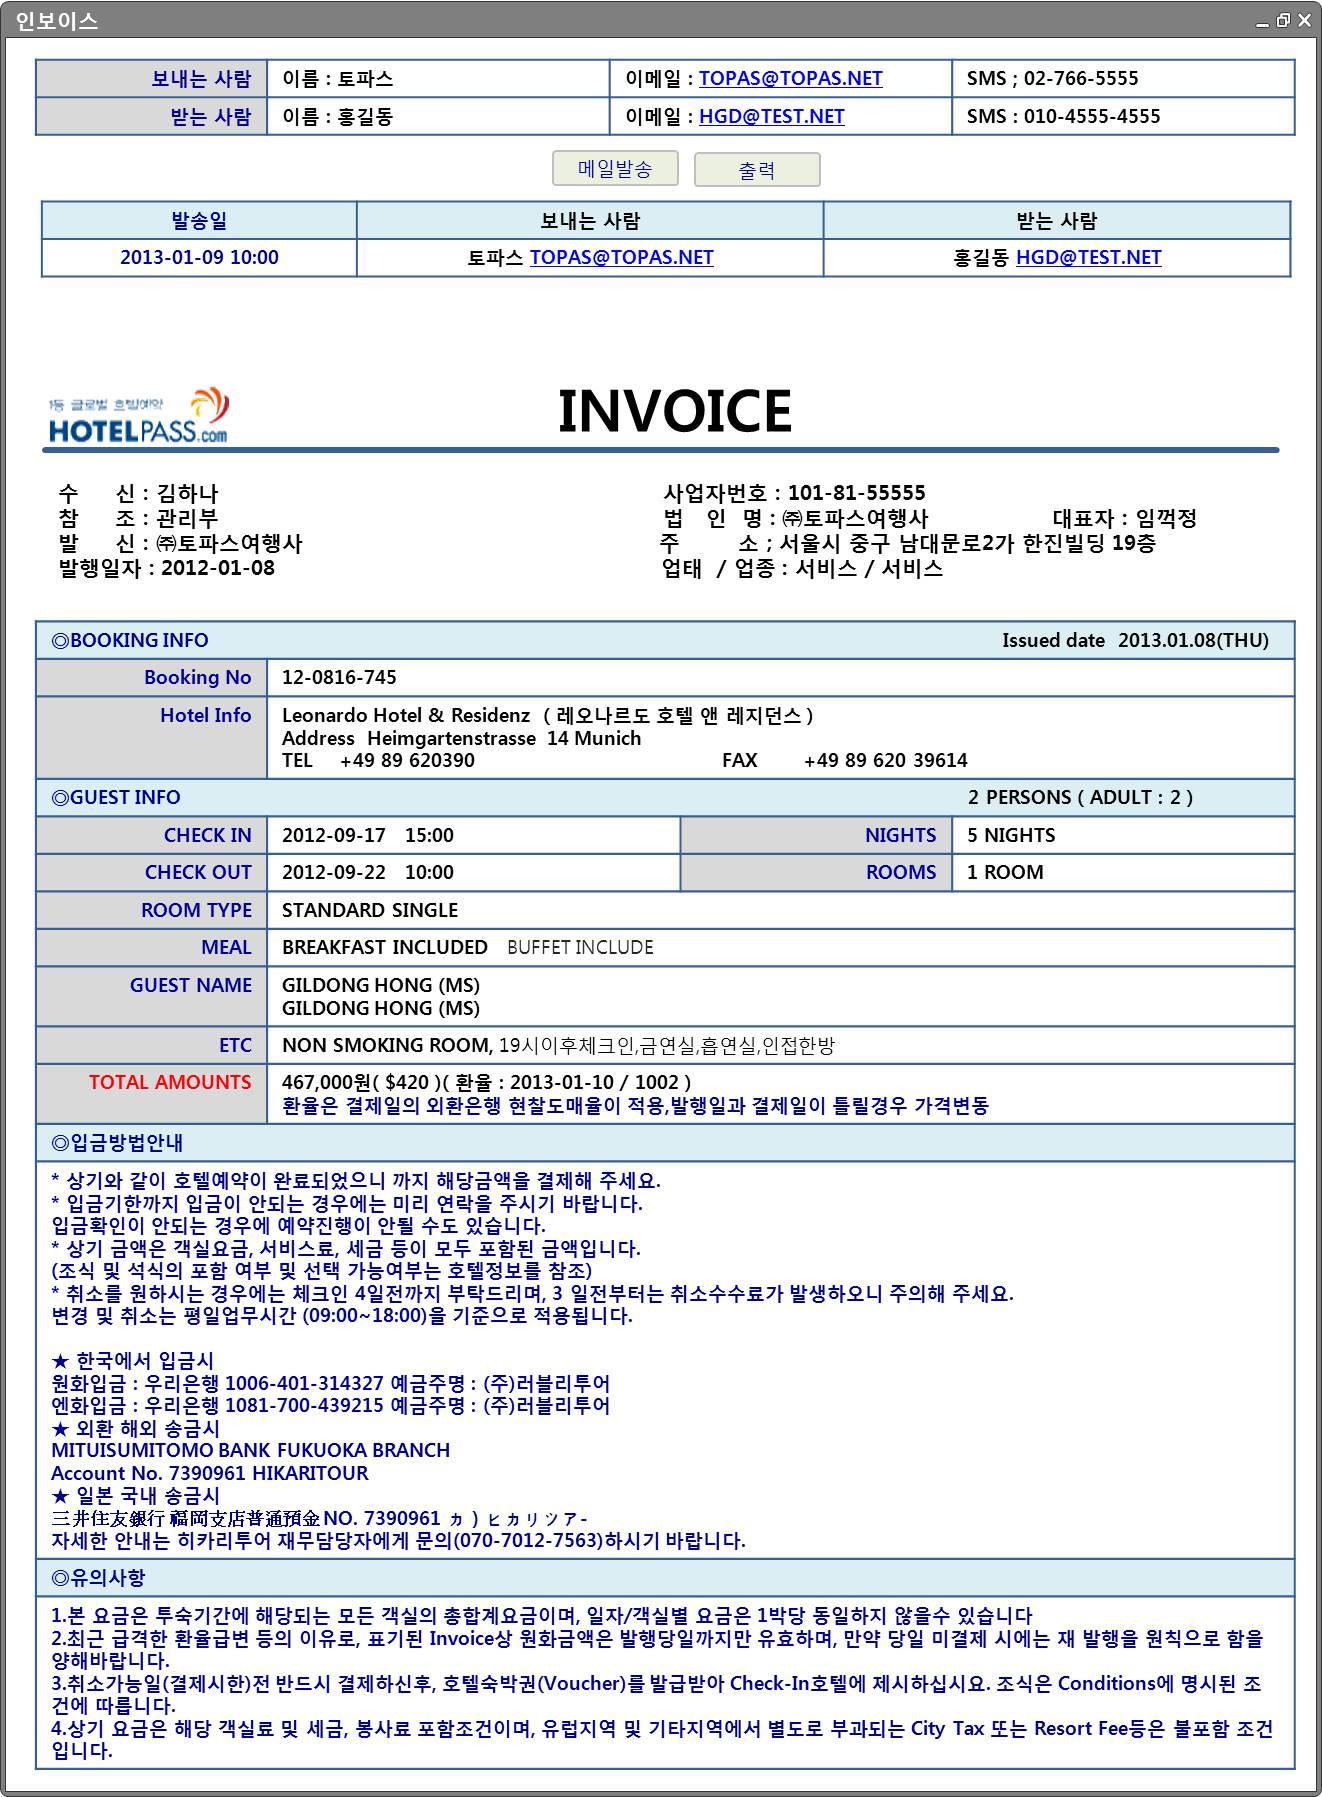 인보이스
보내는 사람 이름 : 토파스 이메일 : TOPAS@TOPAS.NET SMS ; 02-766-5555
받는 사람 이름 : 홍길동 이메일 : HGD@TEST.NET SMS : 010-4555-4555
메일발송 출력
발송일 보내는 사람 받는 사람
2013-01-09 10:00 토파스 TOPAS@TOPAS.NET 홍길동 HGD@TEST.NET
1등 글로벌 호텔예약
HOTELPASS.com
INVOICE
수 신 : 김하나 사업자번호 : 101-81-55555
참 조 : 관리부 법 인 명 : ㈜토파스여행사 대표자 : 임꺽정
발 신 : ㈜토파스여행사 주 소 ; 서울시 중구 남대문로2가 한진빌딩 19층
발행일자 : 2012-01-08 업태 / 업종 : 서비스 / 서비스
◎BOOKING INFO Issued date 2013.01.08(THU)
Booking No 12-0816-745
Hotel Info Leonardo Hotel & Residenz ( 레오나르도 호텔 앤 레지던스 )
Address Heimgartenstrasse 14 Munich
TEL +49 89 620390 FAX +49 89 620 39614
◎GUEST INFO 2 PERSONS ( ADULT : 2 )
CHECK IN 2012-09-17 15:00 NIGHTS 5 NIGHTS
CHECK OUT 2012-09-22 10:00 ROOMS 1 ROOM
ROOM TYPE STANDARD SINGLE
MEAL BREAKFAST INCLUDED BUFFET INCLUDE
GUEST NAME GILDONG HONG (MS)
GILDONG HONG (MS)
ETC NON SMOKING ROOM, 19시이후체크인,금연실,흡연실,인접한방
TOTAL AMOUNTS 467,000원( $420 )( 환율 : 2013-01-10 / 1002 )
환율은 결제일의 외환은행 현찰도매율이 적용,발행일과 결제일이 틀릴경우 가격변동
◎입금방법안내
* 상기와 같이 호텔예약이 완료되었으니 까지 해당금액을 결제해 주세요.
* 입금기한까지 입금이 안되는 경우에는 미리 연락을 주시기 바랍니다.
입금확인이 안되는 경우에 예약진행이 안될 수도 있습니다.
* 상기 금액은 객실요금, 서비스료, 세금 등이 모두 포함된 금액입니다.
(조식 및 석식의 포함 여부 및 선택 가능여부는 호텔정보를 참조)
* 취소를 원하시는 경우에는 체크인 4일전까지 부탁드리며, 3 일전부터는 취소수수료가 발생하오니 주의해 주세요.
변경 및 취소는 평일업무시간 (09:00~18:00)을 기준으로 적용됩니다.
★ 한국에서 입금시
원화입금 : 우리은행 1006-401-314327 예금주명 : (주)러블리투어
엔화입금 : 우리은행 1081-700-439215 예금주명 : (주)러블리투어
★ 외환 해외 송금시
MITUISUMITOMO BANK FUKUOKA BRANCH
Account No. 7390961 HIKARITOUR
★ 일본 국내 송금시
三井住友銀行 福岡支店普通預金 NO. 7390961 カ ) ヒカリツア-
자세한 안내는 히카리투어 재무담당자에게 문의(070-7012-7563)하시기 바랍니다.
◎유의사항
1.본 요금은 투숙기간에 해당되는 모든 객실의 총합계요금이며, 일자/객실별 요금은 1박당 동일하지 않을수 있습니다
2.최근 급격한 환율급변 등의 이유로, 표기된 Invoice상 원화금액은 발행당일까지만 유효하며, 만약 당일 미결제 시에는 재 발행을 원칙으로 함을
양해바랍니다.
3.취소가능일(결제시한)전 반드시 결제하신후, 호텔숙박권(Voucher)를 발급받아 Check-In호텔에 제시하십시요. 조식은 Conditions에 명시된 조
건에 따릅니다.
4.상기 요금은 해당 객실료 및 세금, 봉사료 포함조건이며, 유럽지역 및 기타지역에서 별도로 부과되는 City Tax 또는 Resort Fee등은 불포함 조건
입니다.